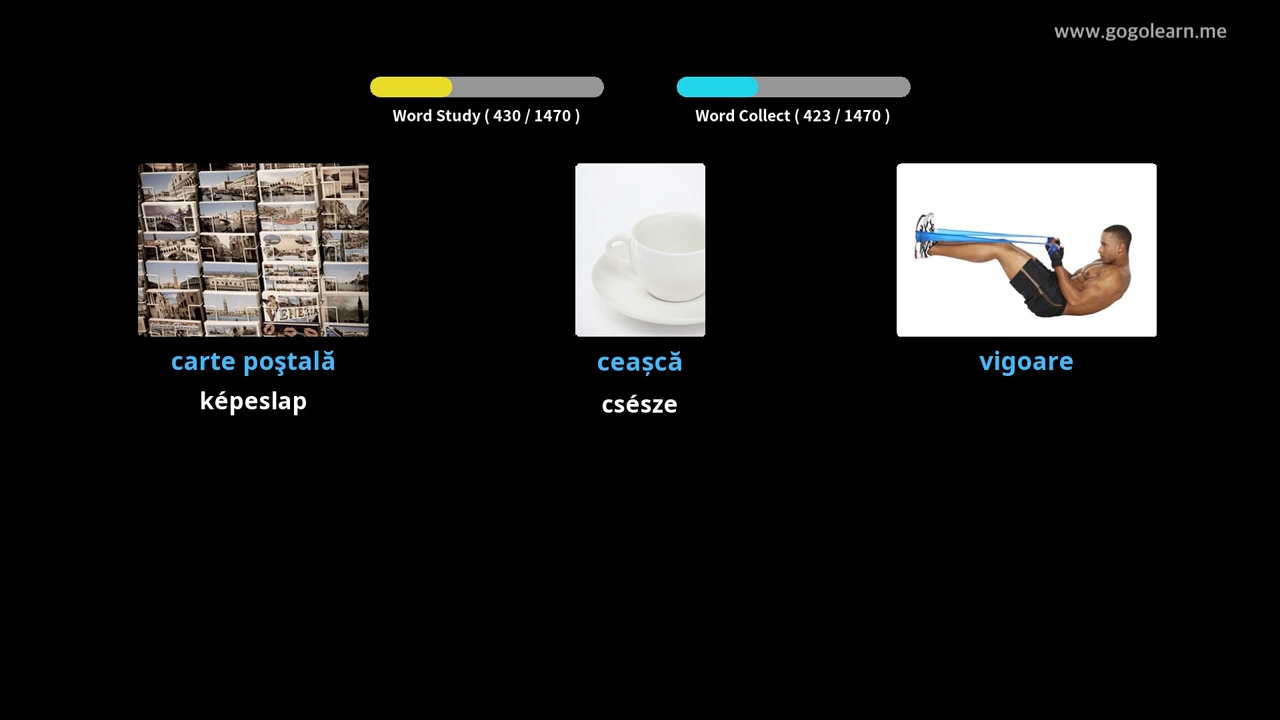 www.gogolearn.me
Word Study ( 430 / 1470 )
Word Collect ( 423 / 1470 )
carte poştală
ceașcă
vigoare
képeslap
csésze